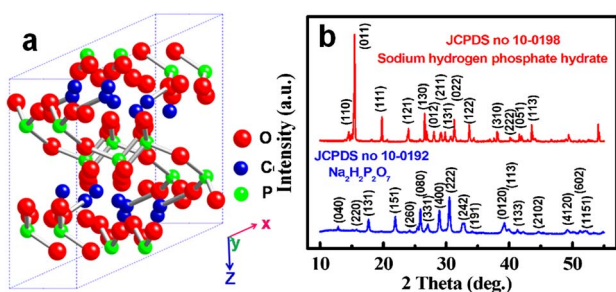 a
O
C
P
x
y
z
b
Intensity (a.u.)
JCPDS no 10-0198
Sodium hydrogen phosphate hydrate
(011)
(110)
(111)
(121)
(130)
(012)
(211)
(131)
(022)
(122)
(310)
(222)
(051)
(113)
JCPDS no 10-0192
Na2H2P2O7
(040)
(220)
(131)
(151)
(260)
(080)
(331)
(400)
(222)
(242)
(191)
(0120)
(113)
(133)
(2102)
(4120)
(1151)
(602)
10 20 30 40 50
2 Theta (deg.)